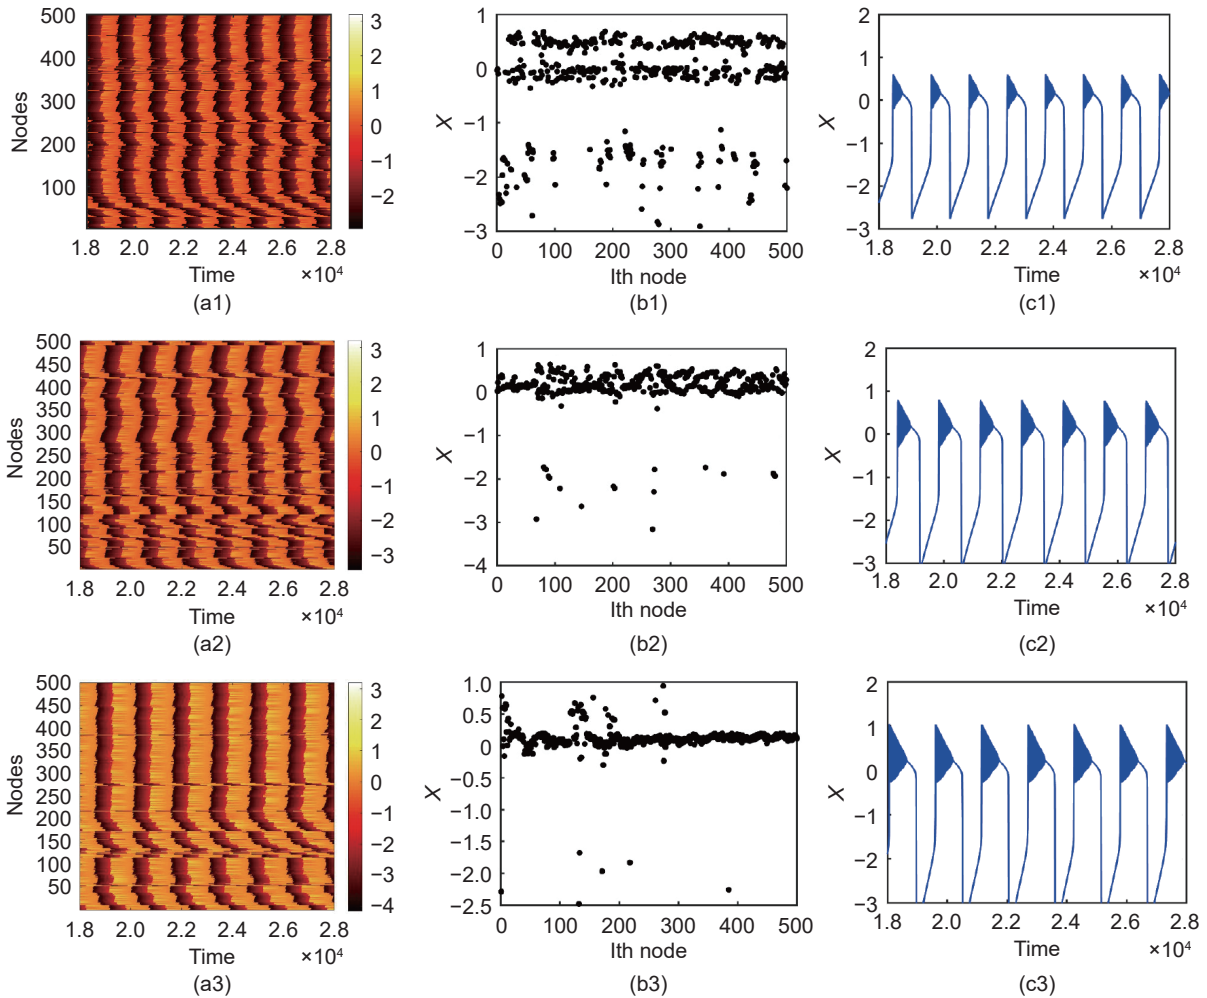 500
400
300
200
100
Nodes
1.8 2.0 2.2 2.4 2.6 2.8
Time ×10⁴
3
2
1
0
−1
−2
(a1)
1
0
−1
−2
−3
X
0 100 200 300 400 500
Ith node
(b1)
2
1
0
−1
−2
−3
X
1.8 2.0 2.2 2.4 2.6 2.8
Time ×10⁴
(c1)
500
450
400
350
300
250
200
150
100
50
Nodes
1.8 2.0 2.2 2.4 2.6 2.8
Time ×10⁴
3
2
1
0
−1
−2
−3
(a2)
1
0
−1
−2
−3
−4
X
0 100 200 300 400 500
Ith node
(b2)
2
1
0
−1
−2
−3
X
1.8 2.0 2.2 2.4 2.6 2.8
Time ×10⁴
(c2)
500
450
400
350
300
250
200
150
100
50
Nodes
1.8 2.0 2.2 2.4 2.6 2.8
Time ×10⁴
3
2
1
0
−1
−2
−3
−4
(a3)
1.0
0.5
0
−0.5
−1.0
−1.5
−2.0
−2.5
X
0 100 200 300 400 500
Ith node
(b3)
2
1
0
−1
−2
−3
X
1.8 2.0 2.2 2.4 2.6 2.8
Time ×10⁴
(c3)